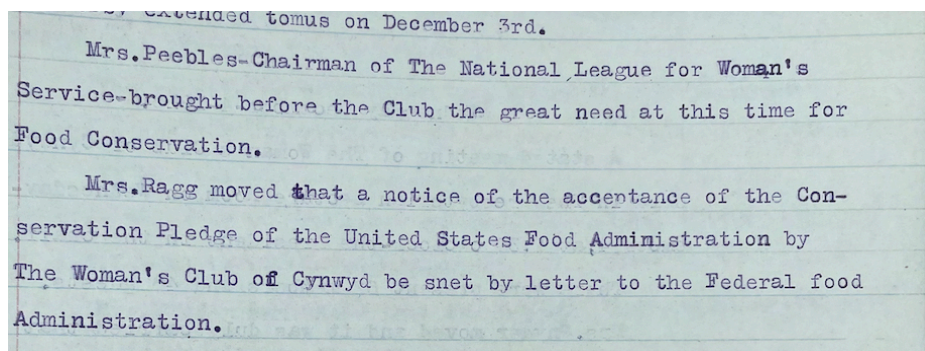 extended tomus on December 3rd.
Mrs.Peebles-Chairman of The National League for Woman's
Service-brought before the Club the great need at this time for
Food Conservation.
Mrs.Ragg moved that a notice of the acceptance of the Con-
servation Pledge of the United States Food Administration by
The Woman's Club of Cynwyd be snet by letter to the Federal food
Administration.